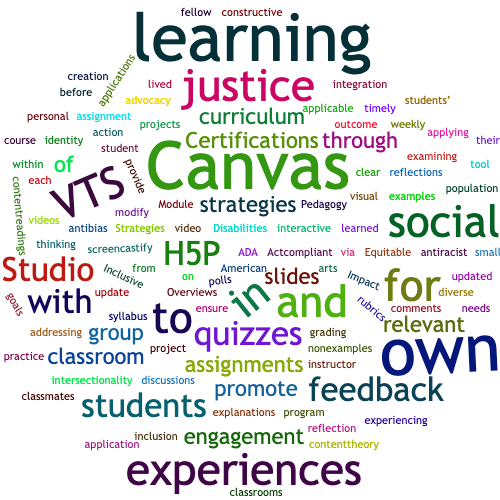 fellow constructive
learning
creation
before
applications
lived
justice
integration
advocacy
students’
personal assignment
curriculum
applicable timely
action
projects
outcome weekly
course identity
student
Certifications
through
applying
their
within
of
each
VTS
provide
Canvas
clear reflections
examining
tool
contentreadings
modify
Module
strategies
Pedagogy
visual examples
population
videos
antibias Strategies video Disabilities interactive learned
social
thinking
screencastify
H5P
ADA Actcompliant via Equitable antiracist small
Studio
Inclusive
from
on
American
polls
slides
arts
Impact
for
updated
diverse
goals
with
update
Overviews
in
and
rubrics
comments needs
syllabus
to
ensure
addressing
group
quizzes
grading
relevant
nonexamples
practice
classroom
project
assignments
instructor
own
intersectionality discussions
promote
feedback
classmates
students
explanations program
experiencing
reflection
application
inclusion
engagement
contenttheory
experiences
classrooms